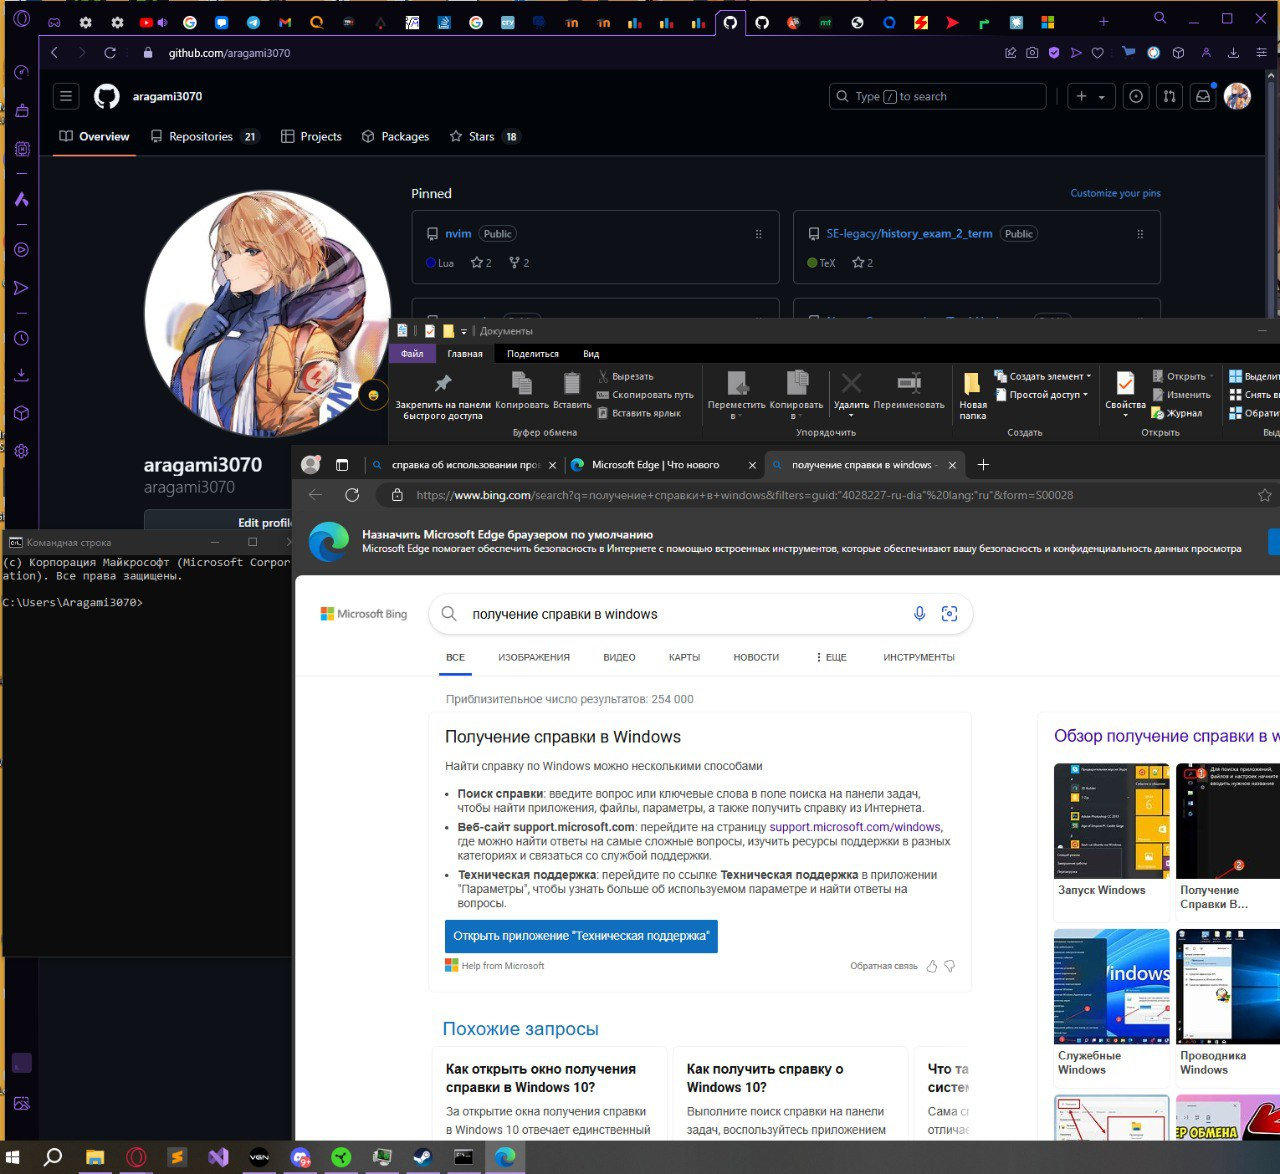 github.com/aragami3070
aragami3070
Type / to search
Overview
Repositories 21
Projects
Packages
Stars 18
Pinned
Customize your pins
nvim Public
SE-legacy/history_exam_2_term Public
Lua 2 2
TeX 2
Документы
Файл
Главная
Поделиться
Вид
Закрепить на панели быстрого доступа
Копировать
Вставить
Вырезать
Скопировать путь
Вставить ярлык
Буфер обмена
Переместить в
Копировать в
Удалить
Переименовать
Упорядочить
Новая папка
Создать элемент
Простой доступ
Создать
Свойства
Открыть
Изменить
Журнал
Открыть
Выделит
Снять в
Обрати
Выд
aragami3070
aragami3070
Edit profil
справка об использовании про
Microsoft Edge | Что нового
получение справки в windows -
https://www.bing.com/search?q=получение+справки+в+windows&filters=guid:"4028227-ru-dia"%20lang:"ru"&form=S00028
Назначить Microsoft Edge браузером по умолчанию
Microsoft Edge помогает обеспечить безопасность в Интернете с помощью встроенных инструментов, которые обеспечивают вашу безопасность и конфиденциальность данных просмотра
Командная строка
(c) Корпорация Майкрософт (Microsoft Corpor
ation). Все права защищены.
C:\Users\Aragami3070>
Microsoft Bing
получение справки в windows
ВСЕ
ИЗОБРАЖЕНИЯ
ВИДЕО
КАРТЫ
НОВОСТИ
ЕЩЕ
ИНСТРУМЕНТЫ
Приблизительное число результатов: 254 000
Получение справки в Windows
Найти справку по Windows можно несколькими способами
• Поиск справки: введите вопрос или ключевые слова в поле поиска на панели задач,
чтобы найти приложения, файлы, параметры, а также получить справку из Интернета.
• Веб-сайт support.microsoft.com: перейдите на страницу support.microsoft.com/windows,
где можно найти ответы на самые сложные вопросы, изучить ресурсы поддержки в разных
категориях и связаться со службой поддержки.
• Техническая поддержка: перейдите по ссылке Техническая поддержка в приложении
"Параметры", чтобы узнать больше об используемом параметре и найти ответы на
вопросы.
Открыть приложение "Техническая поддержка"
Help from Microsoft
Обратная связь
Обзор получение справки в w
Запуск Windows
Получение
Справки В...
Служебные
Windows
Проводника
Windows
Похожие запросы
Как открыть окно получения
справки в Windows 10?
За открытие окна получения справки
в Windows 10 отвечает единственный
Как получить справку о
Windows 10?
Выполните поиск справки на панели
задач, воспользуйтесь приложением
Что та
систем
Сама с
отличае
ЕР ОБМЕНА
VGN